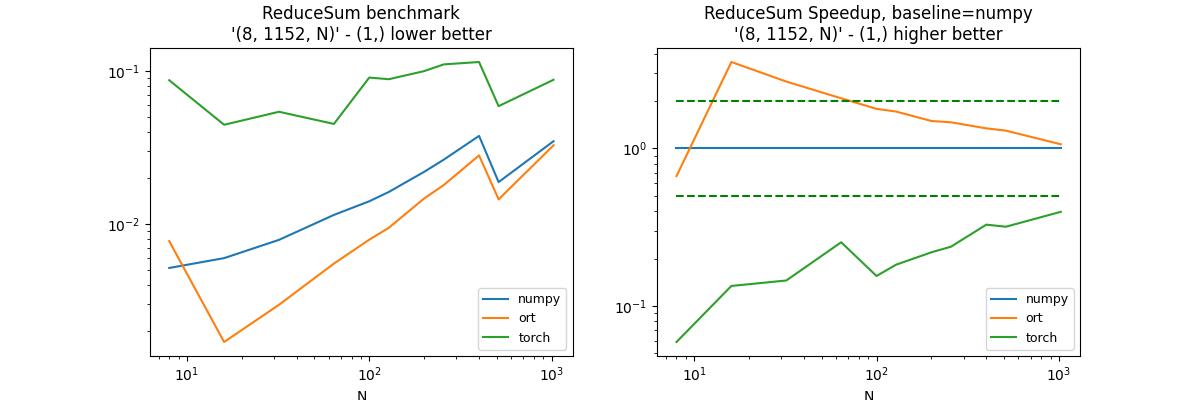 ReduceSum benchmark
'(8, 1152, N)' - (1,) lower better
10⁻¹
10⁻²
10¹
10²
10³
N
numpy
ort
torch
ReduceSum Speedup, baseline=numpy
'(8, 1152, N)' - (1,) higher better
10⁰
10⁻¹
10¹
10²
10³
N
numpy
ort
torch